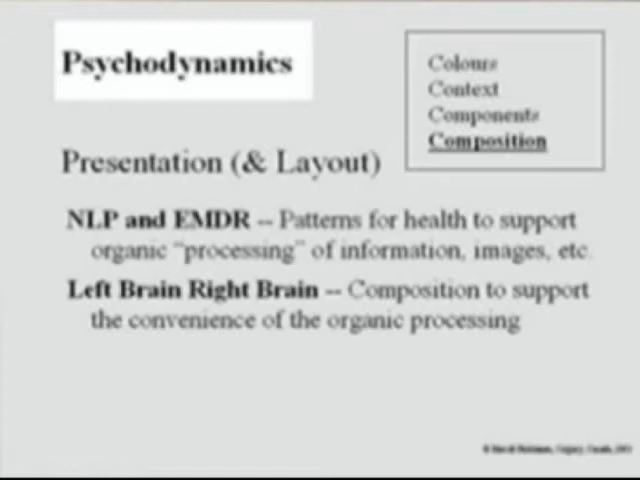 Psychodynamics
Colours
Context
Components
Composition
Presentation (& Layout)
NLP and EMDR -- Patterns for health to support
organic "processing" of information, images, etc.
Left Brain Right Brain -- Composition to support
the convenience of the organic processing